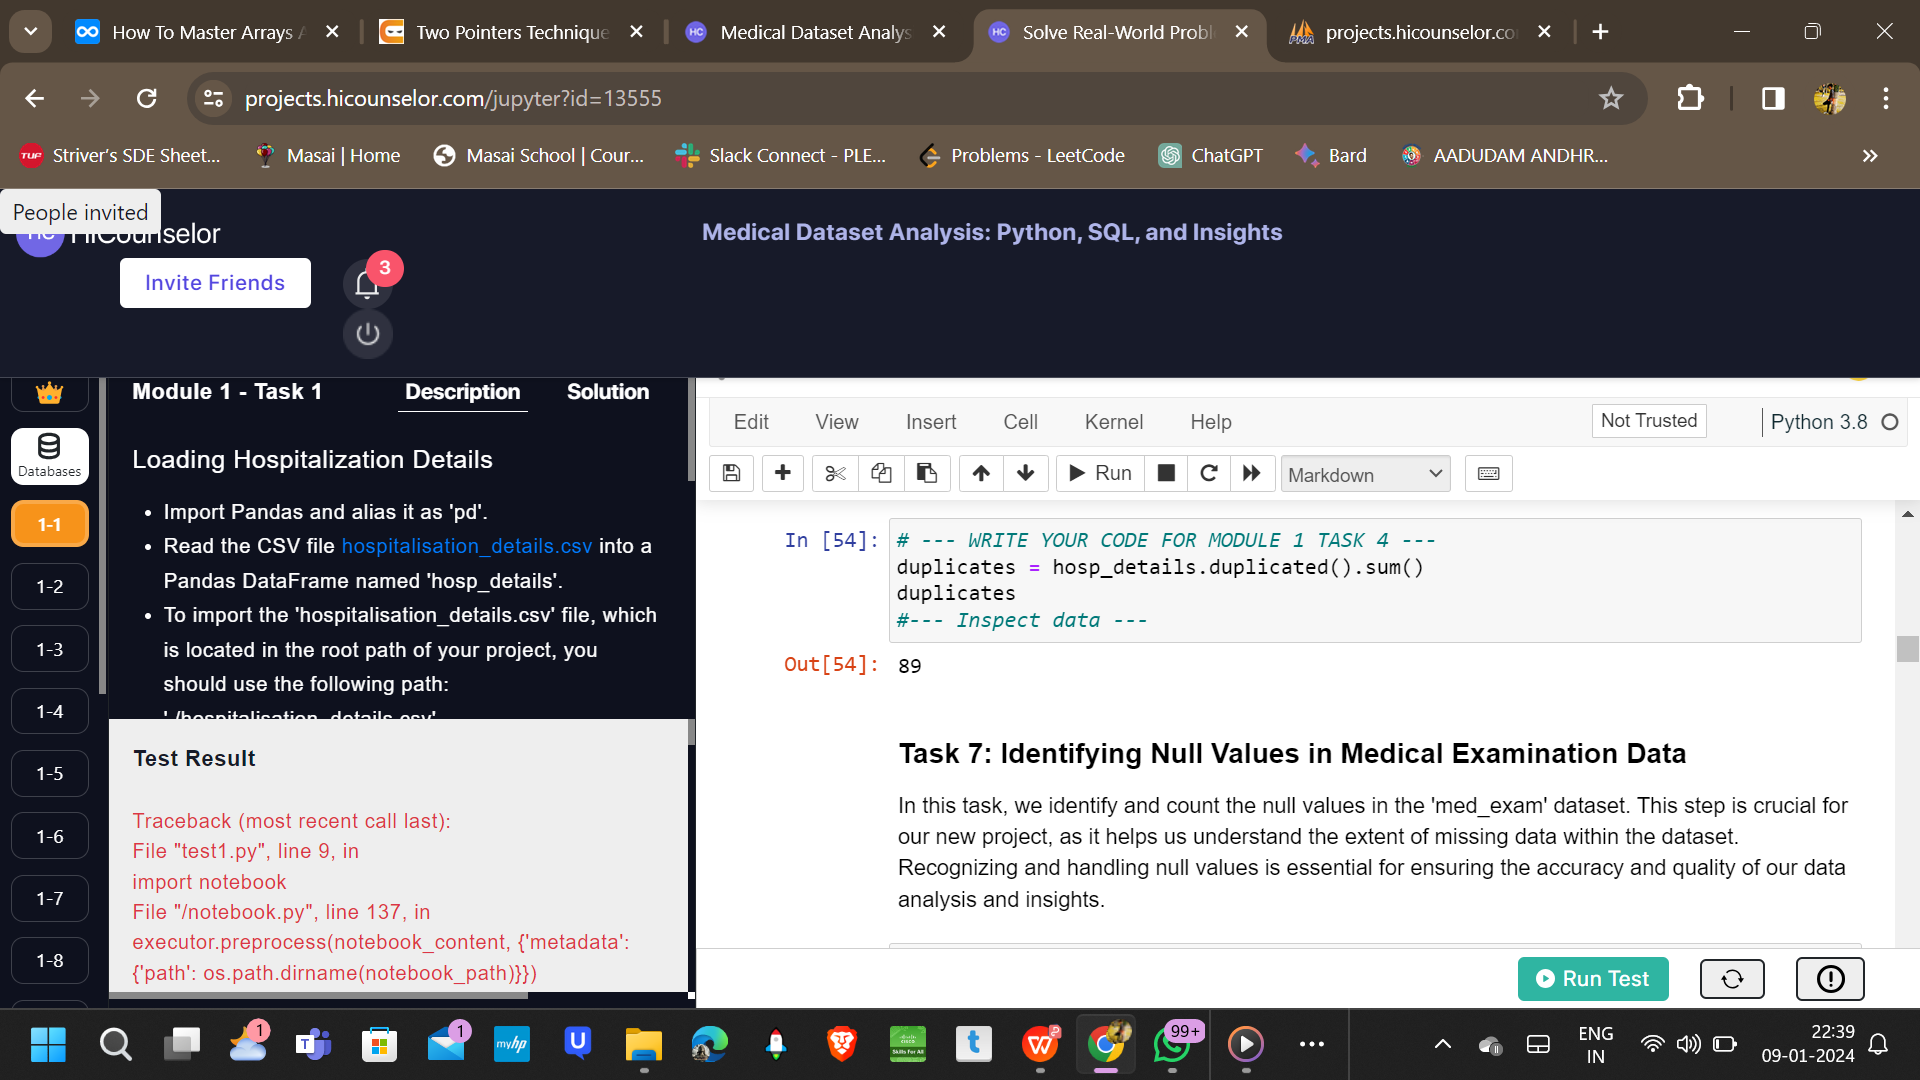 How To Master Arrays A
Two Pointers Technique
Medical Dataset Analys
Solve Real-World Probl
projects.hicounselor.co
projects.hicounselor.com/jupyter?id=13555
Striver's SDE Sheet...
Masai | Home
Masai School | Cour...
Slack Connect - PLE...
Problems - LeetCode
ChatGPT
Bard
AADUDAM ANDHR...
People invited
HiCounselor
Medical Dataset Analysis: Python, SQL, and Insights
Invite Friends
3
Module 1 - Task 1
Description
Solution
Databases
1-1
1-2
1-3
1-4
1-5
1-6
1-7
1-8
Loading Hospitalization Details
• Import Pandas and alias it as 'pd'.
• Read the CSV file hospitalisation_details.csv into a
Pandas DataFrame named 'hosp_details'.
• To import the 'hospitalisation_details.csv' file, which
is located in the root path of your project, you
should use the following path:
'./hospitalisation_details.csv'
Test Result
Traceback (most recent call last):
File "test1.py", line 9, in
import notebook
File "/notebook.py", line 137, in
executor.preprocess(notebook_content, {'metadata':
{'path': os.path.dirname(notebook_path)}})
Edit
View
Insert
Cell
Kernel
Help
Not Trusted
Python 3.8
Run
Markdown
In [54]:
# --- WRITE YOUR CODE FOR MODULE 1 TASK 4 ---
duplicates = hosp_details.duplicated().sum()
duplicates
#--- Inspect data ---
Out[54]: 89
Task 7: Identifying Null Values in Medical Examination Data
In this task, we identify and count the null values in the 'med_exam' dataset. This step is crucial for
our new project, as it helps us understand the extent of missing data within the dataset.
Recognizing and handling null values is essential for ensuring the accuracy and quality of our data
analysis and insights.
Run Test
1
1
99+
ENG
IN
22:39
09-01-2024